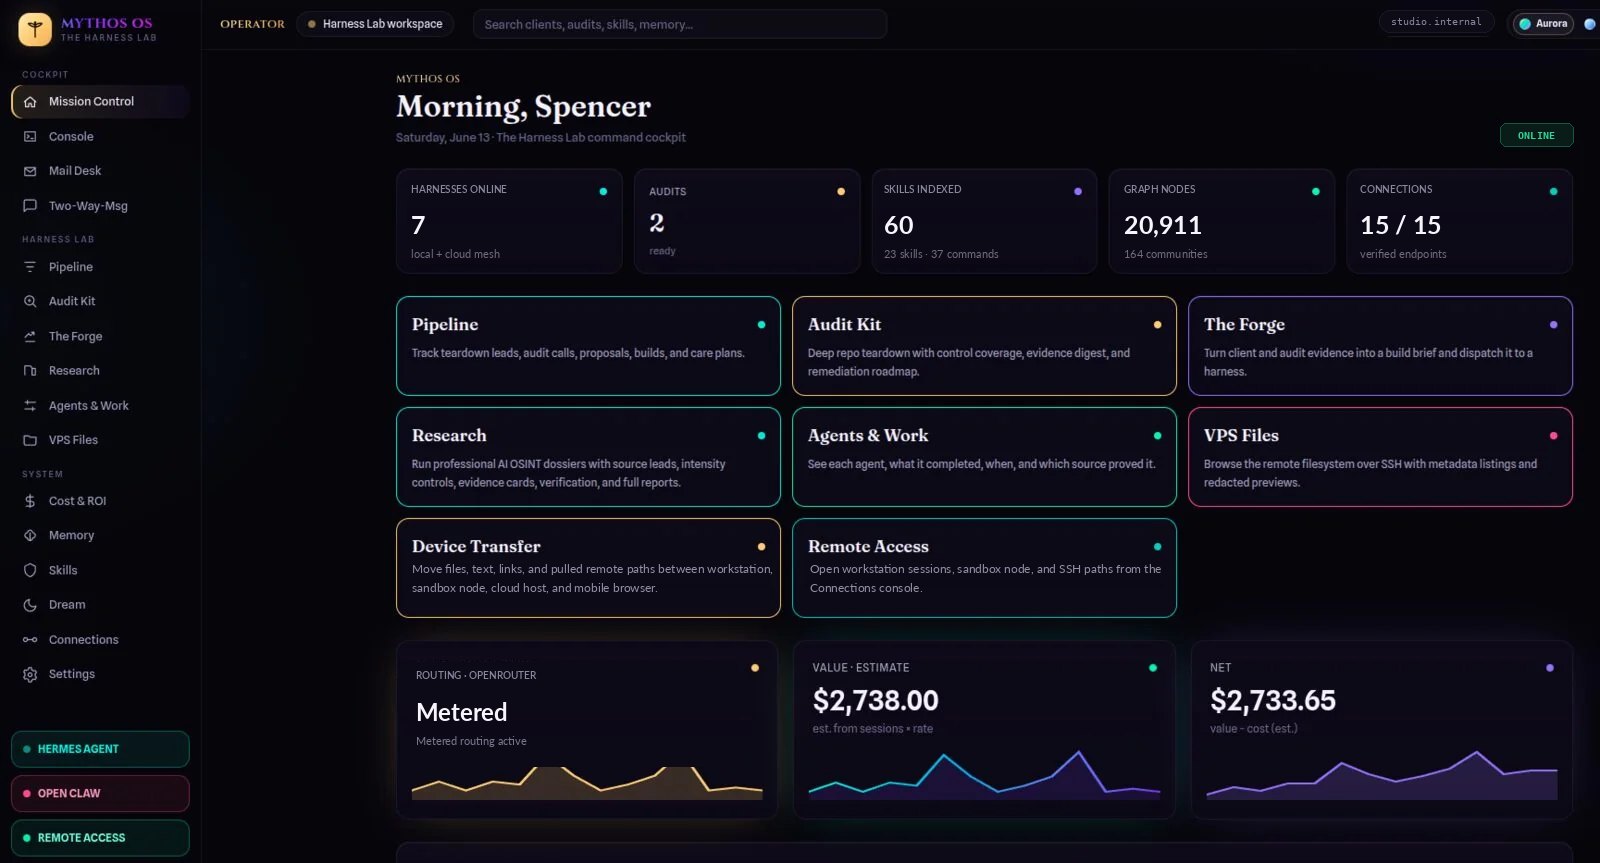 MYTHOS OS
THE HARNESS LAB
OPERATOR
Harness Lab workspace
Search clients, audits, skills, memory...
studio.internal
Aurora
COCKPIT
Mission Control
Console
Mail Desk
Two-Way-Msg
HARNESS LAB
Pipeline
Audit Kit
The Forge
Research
Agents & Work
VPS Files
SYSTEM
Cost & ROI
Memory
Skills
Dream
Connections
Settings
HERMES AGENT
OPEN CLAW
REMOTE ACCESS
MYTHOS OS
Morning, Spencer
Saturday, June 13 · The Harness Lab command cockpit
ONLINE
HARNESSES ONLINE
7
local + cloud mesh
AUDITS
2
ready
SKILLS INDEXED
60
23 skills · 37 commands
GRAPH NODES
20,911
164 communities
CONNECTIONS
15 / 15
verified endpoints
Pipeline
Track teardown leads, audit calls, proposals, builds, and care plans.
Audit Kit
Deep repo teardown with control coverage, evidence digest, and
remediation roadmap.
The Forge
Turn client and audit evidence into a build brief and dispatch it to a
harness.
Research
Run professional AI OSINT dossiers with source leads, intensity
controls, evidence cards, verification, and full reports.
Agents & Work
See each agent, what it completed, when, and which source proved it.
VPS Files
Browse the remote filesystem over SSH with metadata listings and
redacted previews.
Device Transfer
Move files, text, links, and pulled remote paths between workstation,
sandbox node, cloud host, and mobile browser.
Remote Access
Open workstation sessions, sandbox node, and SSH paths from the
Connections console.
ROUTING · OPENROUTER
Metered
Metered routing active
VALUE · ESTIMATE
$2,738.00
est. from sessions × rate
NET
$2,733.65
value − cost (est.)